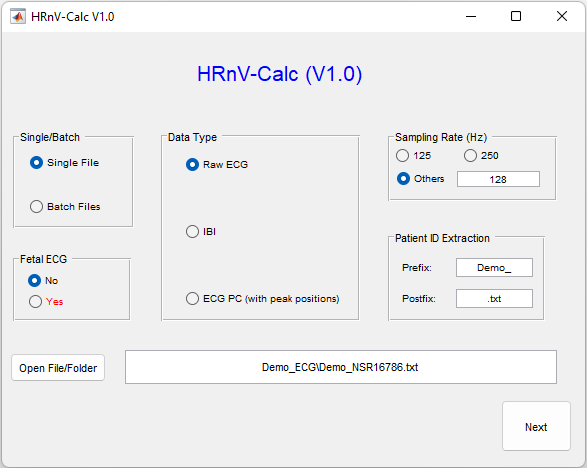 HRnV-Calc V1.0
HRnV-Calc (V1.0)
Single/Batch
Single File
Batch Files
Fetal ECG
No
Yes
Data Type
Raw ECG
IBI
ECG PC (with peak positions)
Sampling Rate (Hz)
125 250
Others 128
Patient ID Extraction
Prefix: Demo_
Postfix: .txt
Open File/Folder Demo_ECG\Demo_NSR16786.txt
Next